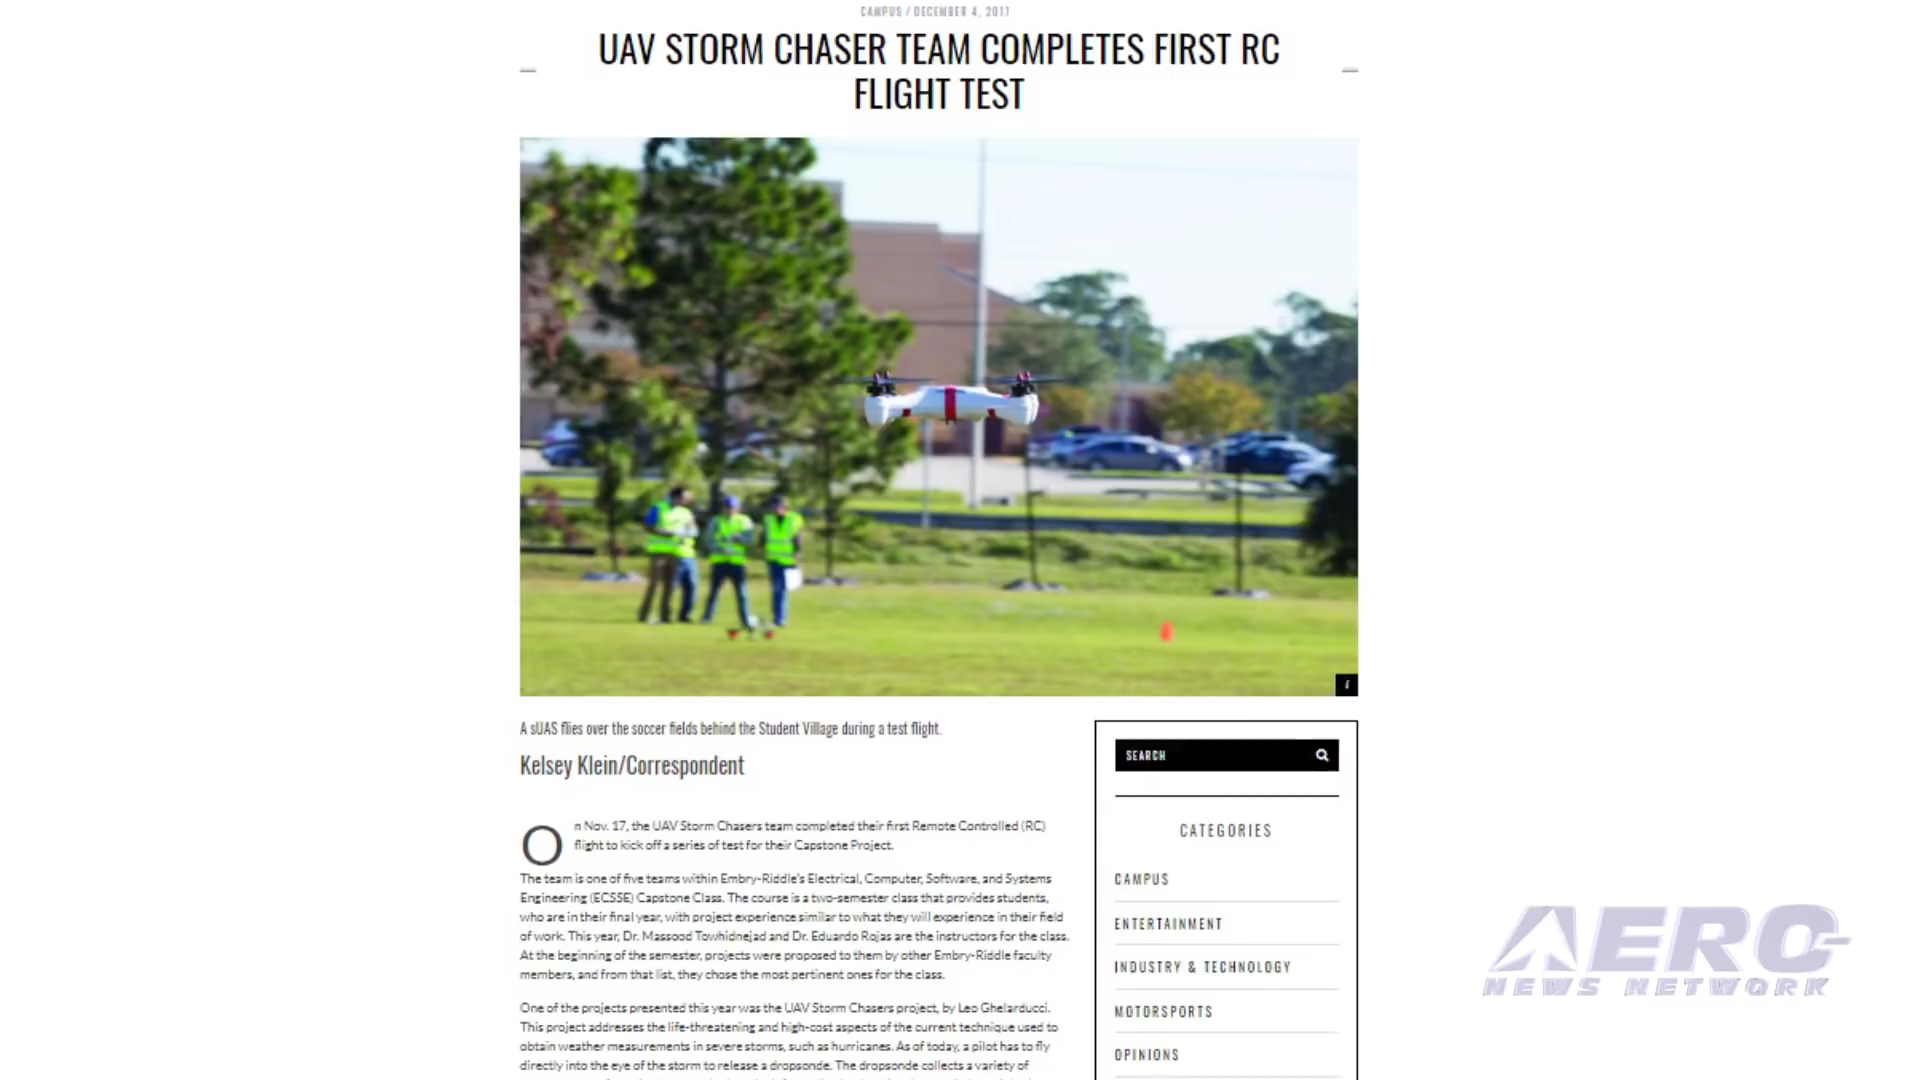 CAMPUS / DECEMBER 4, 2017
UAV STORM CHASER TEAM COMPLETES FIRST RC
FLIGHT TEST
i
A sUAS flies over the soccer fields behind the Student Village during a test flight.
Kelsey Klein/Correspondent
On Nov. 17, the UAV Storm Chasers team completed their first Remote Controlled (RC)
flight to kick off a series of test for their Capstone Project.
The team is one of five teams within Embry-Riddle's Electrical, Computer, Software, and Systems
Engineering (ECSSE) Capstone Class. The course is a two-semester class that provides students,
who are in their final year, with project experience similar to what they will experience in their field
of work. This year, Dr. Massood Towhidnejad and Dr. Eduardo Rojas are the instructors for the class.
At the beginning of the semester, projects were proposed to them by other Embry-Riddle faculty
members, and from that list, they chose the most pertinent ones for the class.
One of the projects presented this year was the UAV Storm Chasers project, by Leo Ghelarducci.
This project addresses the life-threatening and high-cost aspects of the current technique used to
obtain weather measurements in severe storms, such as hurricanes. As of today, a pilot has to fly
directly into the eye of the storm to release a dropsonde. The dropsonde collects a variety of
SEARCH
CATEGORIES
CAMPUS
ENTERTAINMENT
INDUSTRY & TECHNOLOGY
MOTORSPORTS
OPINIONS
AERO
NEWS NETWORK